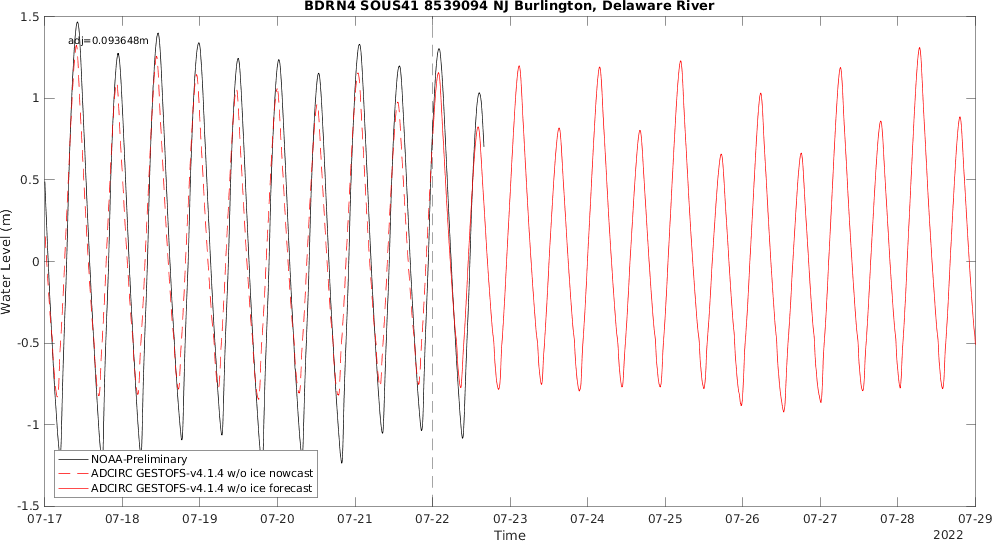 BDRN4 SOUS41 8539094 NJ Burlington, Delaware River
1.5
adj=0.093648m
1
0.5
0
-0.5
-1
-1.5
Water Level (m)
NOAA-Preliminary
ADCIRC GESTOFS-v4.1.4 w/o ice nowcast
ADCIRC GESTOFS-v4.1.4 w/o ice forecast
07-17 07-18 07-19 07-20 07-21 07-22 07-23 07-24 07-25 07-26 07-27 07-28 07-29
Time
2022